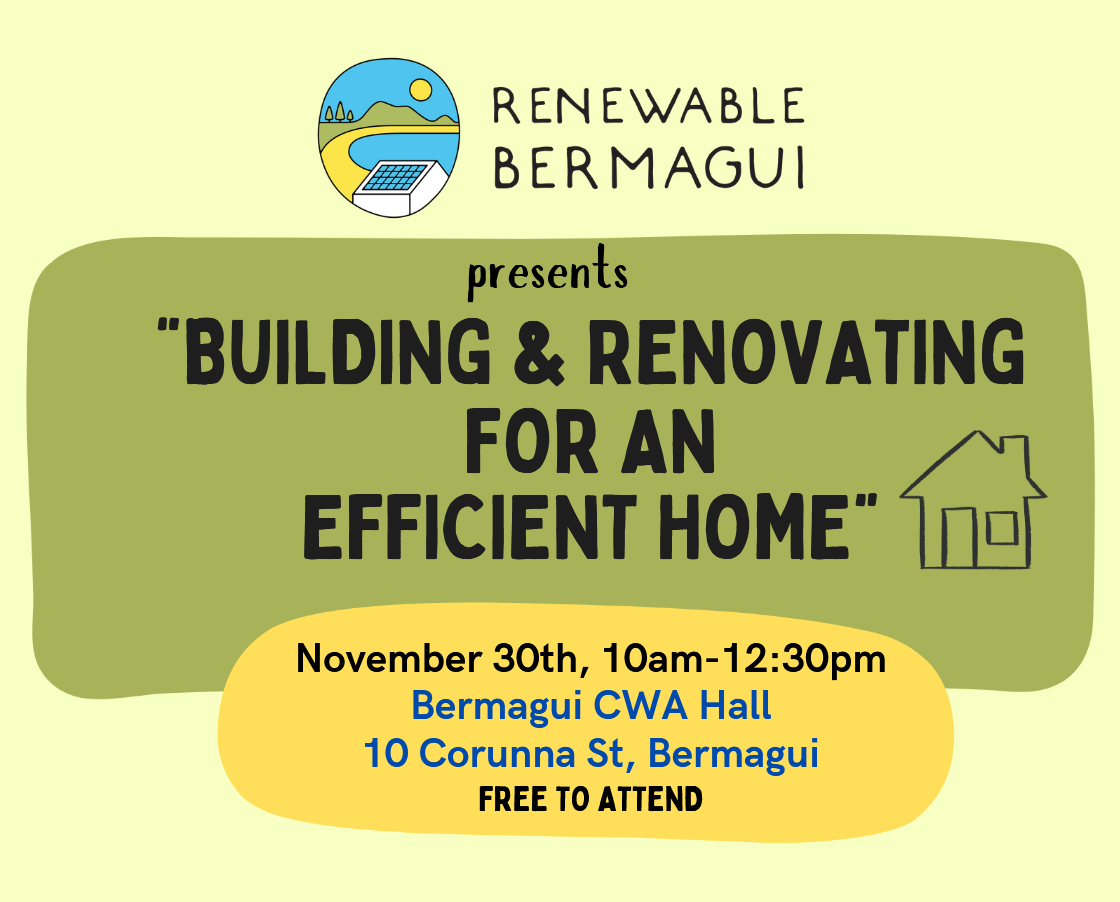 RENEWABLE
BERMAGUI
presents
"BUILDING & RENOVATING
FOR AN
EFFICIENT HOME"
November 30th, 10am-12:30pm
Bermagui CWA Hall
10 Corunna St, Bermagui
FREE TO ATTEND